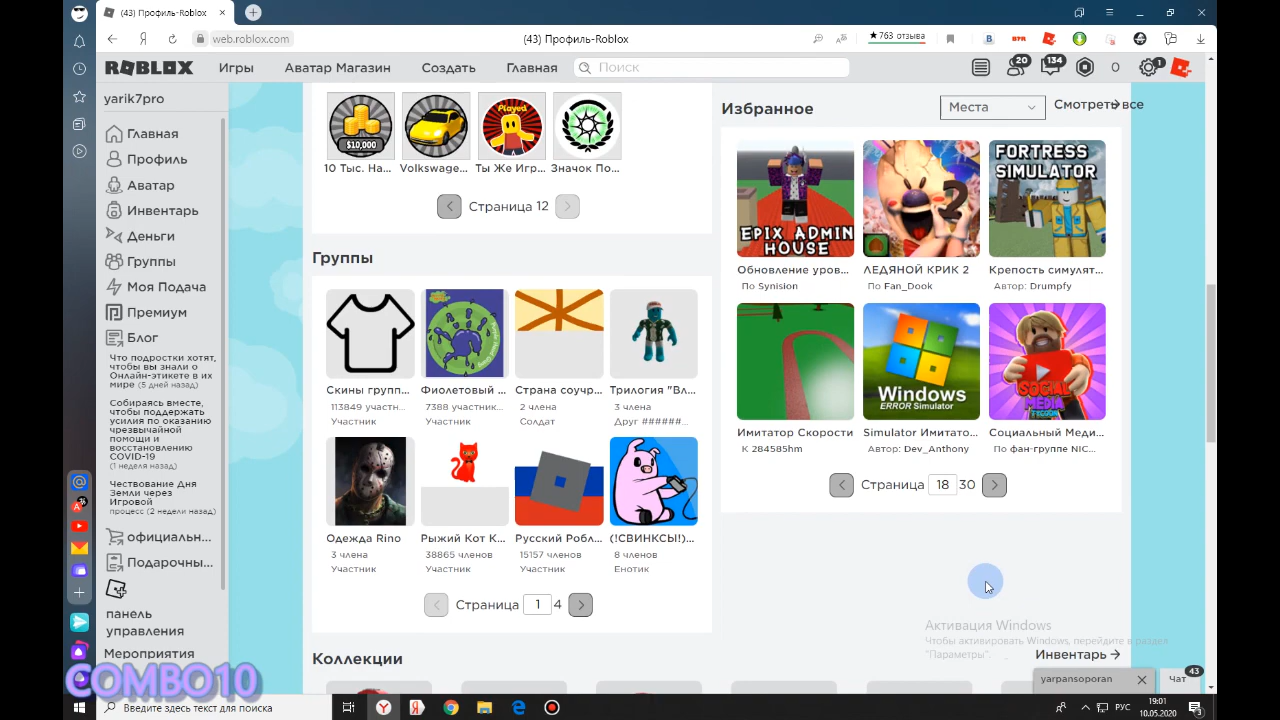 (43) Профиль-Roblox
web.roblox.com
(43) Профиль-Roblox
763 отзыва
ROBLOX
Игры
Аватар Магазин
Создать
Главная
Поиск
20
134
0
1
yarik7pro
Главная
Профиль
Аватар
Инвентарь
Деньги
Группы
Моя Подача
Премиум
Блог
Что подростки хотят,
чтобы вы знали о
Онлайн-этикете в их
мире (5 дней назад)
Собираясь вместе,
чтобы поддержать
усилия по оказанию
чрезвычайной
помощи и
восстановлению
COVID-19
(1 неделя назад)
Чествование Дня
Земли через
Игровой
процесс (2 недели назад)
официальн...
Подарочны...
панель
управления
Мероприятия
COMBO10
$10,000
Played
10 Тыс. На...
Volkswage...
Ты Же Игр...
Значок По...
Страница 12
Группы
Скины групп...
113849 участн...
Участник
Фиолетовый ...
7388 участник...
Участник
Страна соучр...
2 члена
Солдат
Трилогия "Вл...
3 члена
Друг ######...
Одежда Rino
3 члена
Участник
Рыжий Кот К...
38865 членов
Участник
Русский Робл...
15157 членов
Участник
(!СВИНКСЫ!)...
8 членов
Енотик
Страница 1 4
Коллекции
Избранное
Места
Смотреть все
EPIX ADMIN
HOUSE
Обновление уров...
По Synision
2
ЛЕДЯНОЙ КРИК 2
По Fan_Dook
FORTRESS
SIMULATOR
Крепость симулят...
Автор: Drumpfy
Имитатор Скорости
К 284585hm
Windows
ERROR Simulator
Simulator Имитато...
Автор: Dev_Anthony
SOCIAL
MEDIA
TYCOON
Социальный Меди...
По фан-группе NIC...
Страница 18 30
Активация Windows
Чтобы активировать Windows, перейдите в раздел
"Параметры".
Инвентарь
yarpansoporan
Чат
43
Введите здесь текст для поиска
РУС
19:01
10.05.2020